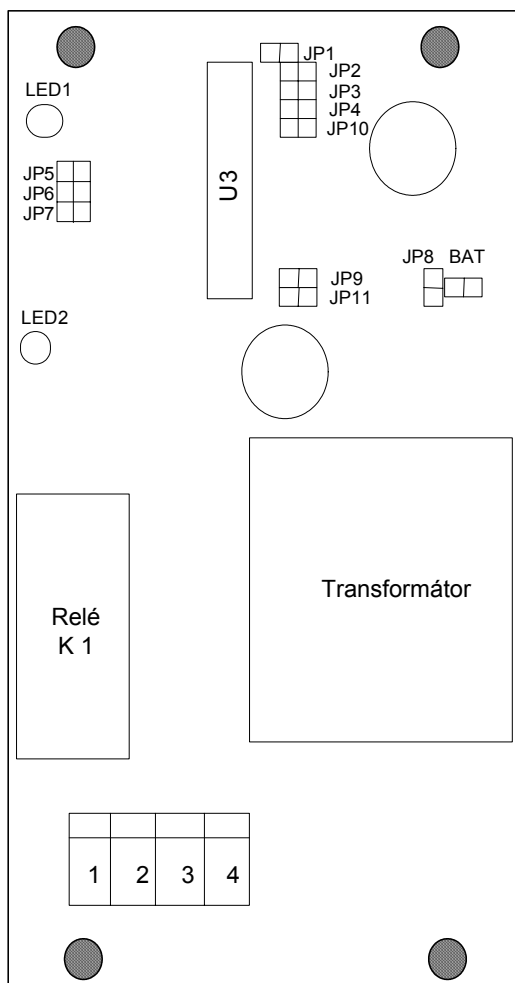 JP1
JP2
JP3
JP4
JP10
LED1
U3
JP5
JP6
JP7
JP8 BAT
JP9
JP11
LED2
Transformátor
Relé
K 1
1 2 3 4